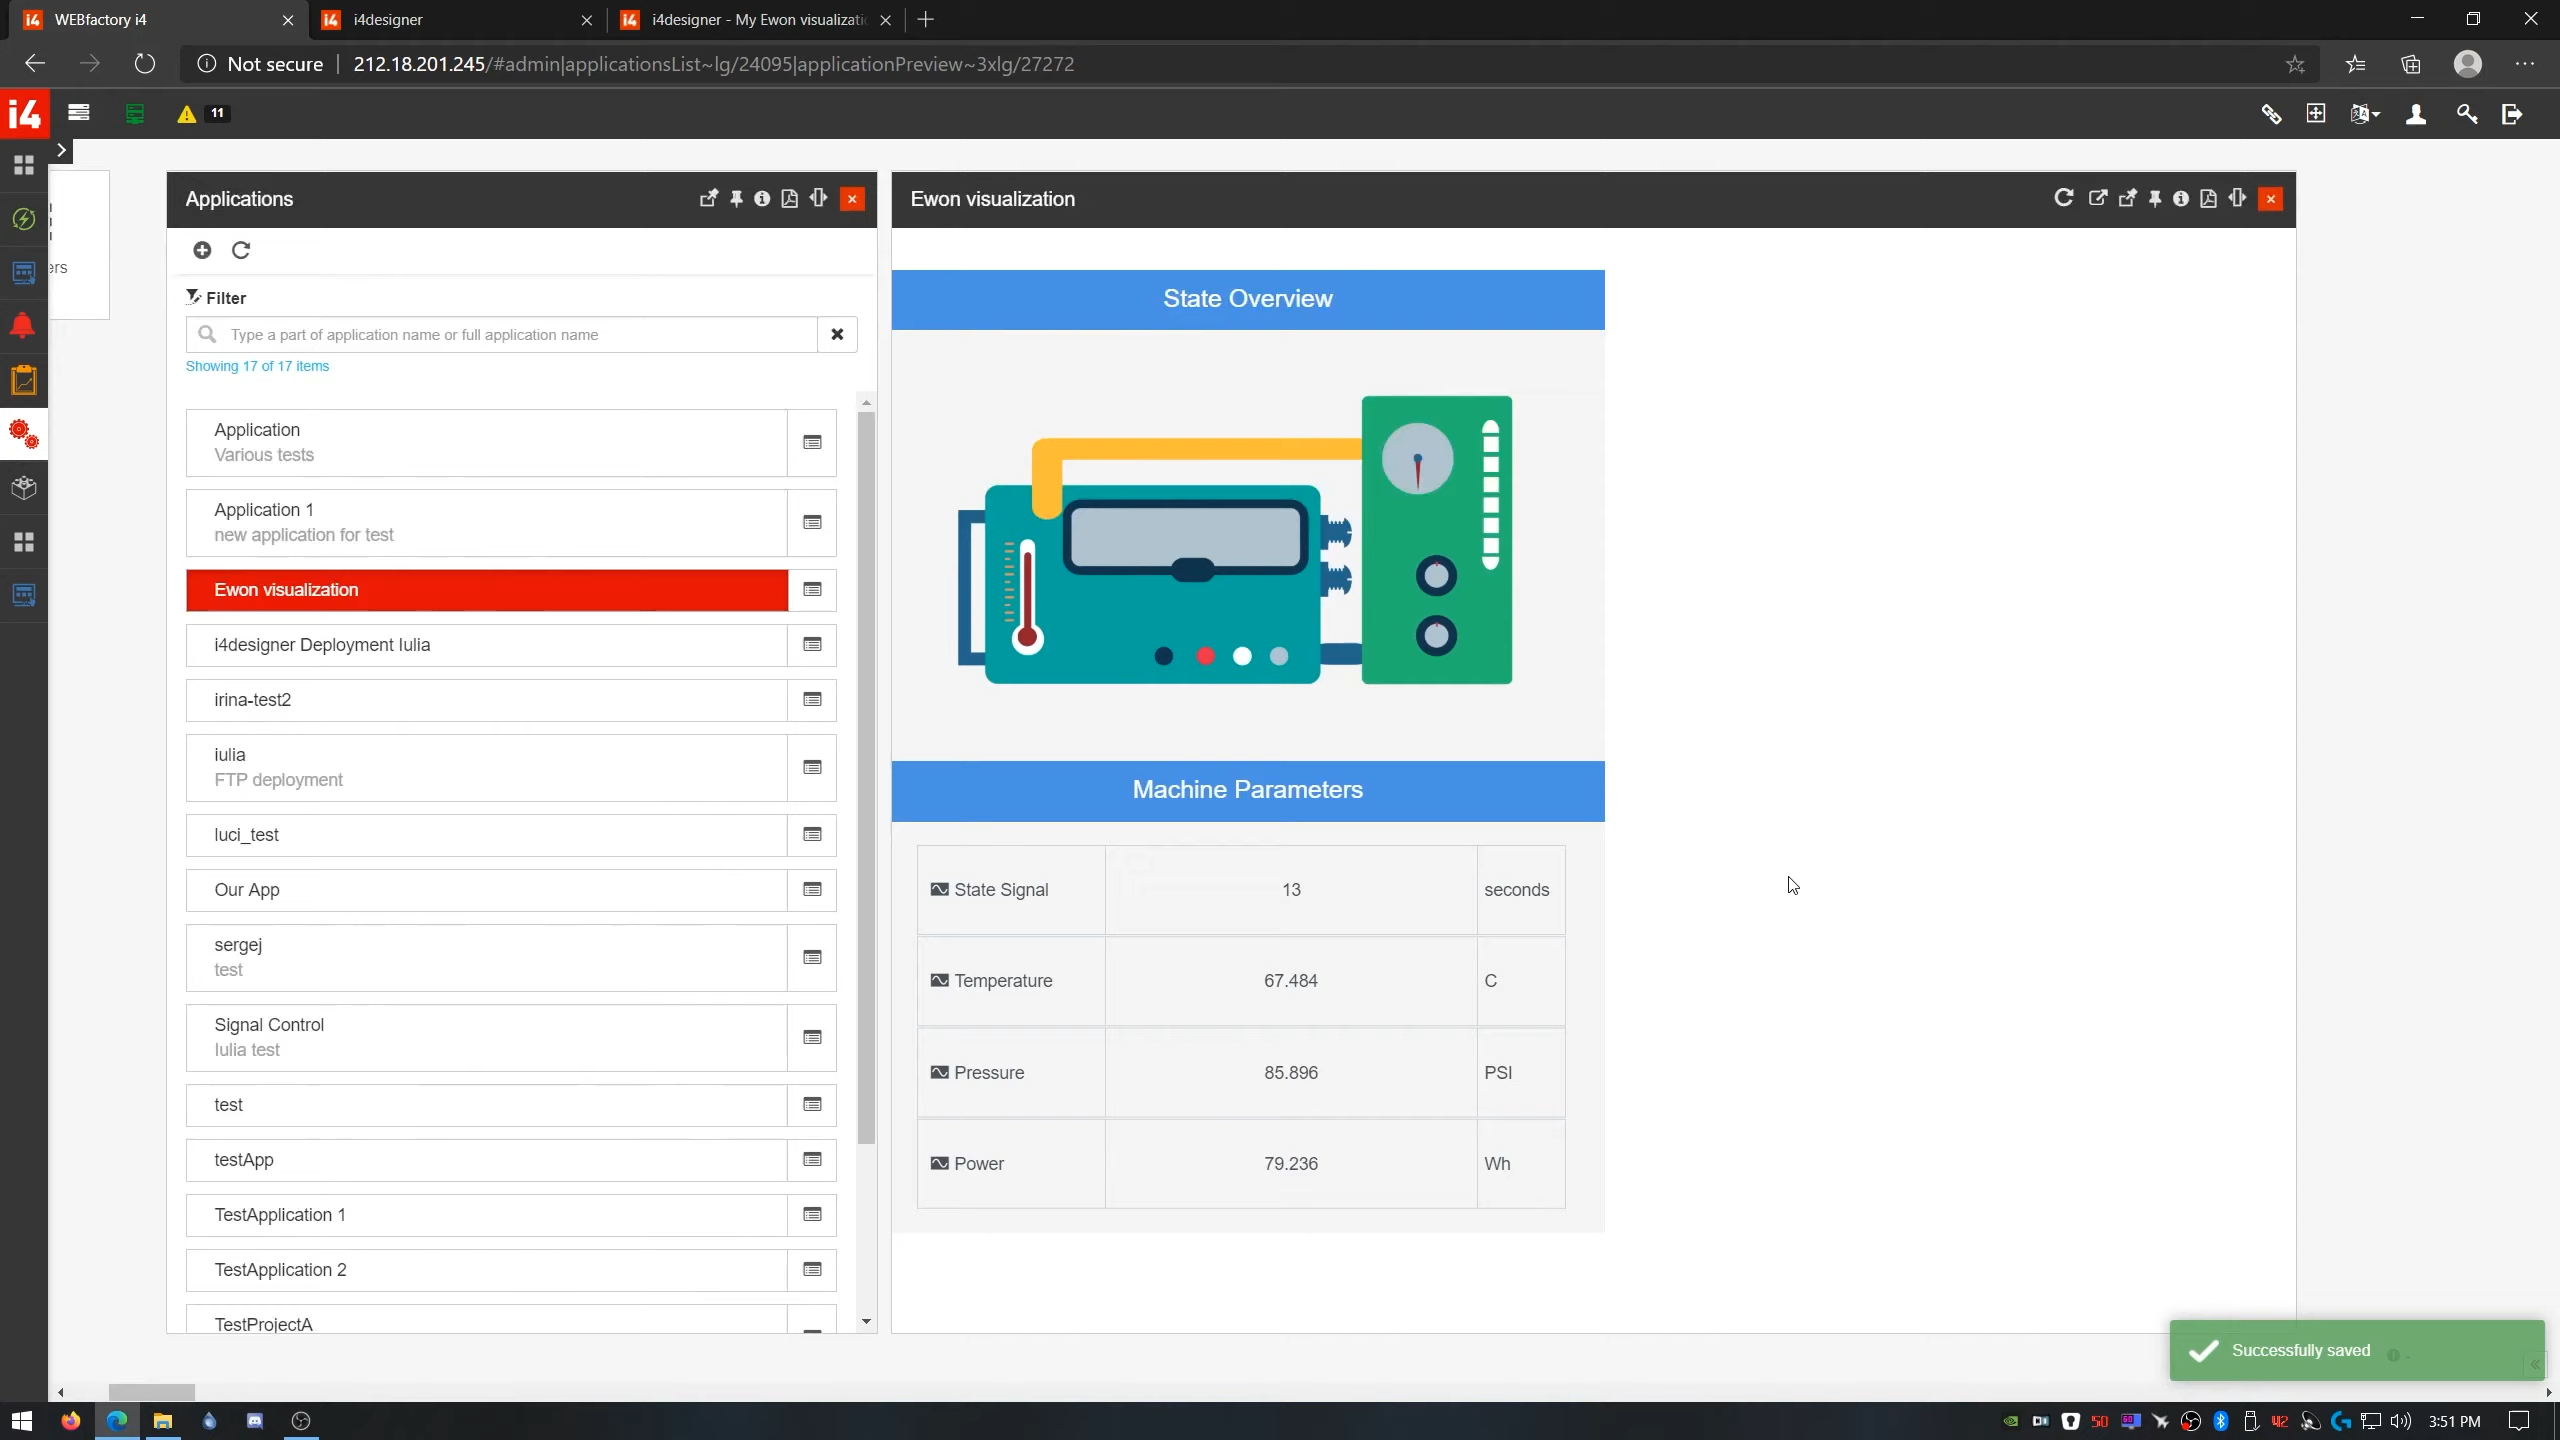 WEBfactory i4
i4designer
i4designer - My Ewon visualizati
Not secure
212.18.201.245/#admin|applicationsList~lg/24095|applicationPreview~3xlg/27272
i4
11
ers
Applications
Filter
Type a part of application name or full application name
Showing 17 of 17 items
Application
Various tests
Application 1
new application for test
Ewon visualization
i4designer Deployment Iulia
irina-test2
iulia
FTP deployment
luci_test
Our App
sergej
test
Signal Control
Iulia test
test
testApp
TestApplication 1
TestApplication 2
TestProjectA
Ewon visualization
State Overview
Machine Parameters
State Signal 13 seconds
Temperature 67.484 C
Pressure 85.896 PSI
Power 79.236 Wh
Successfully saved
3:51 PM